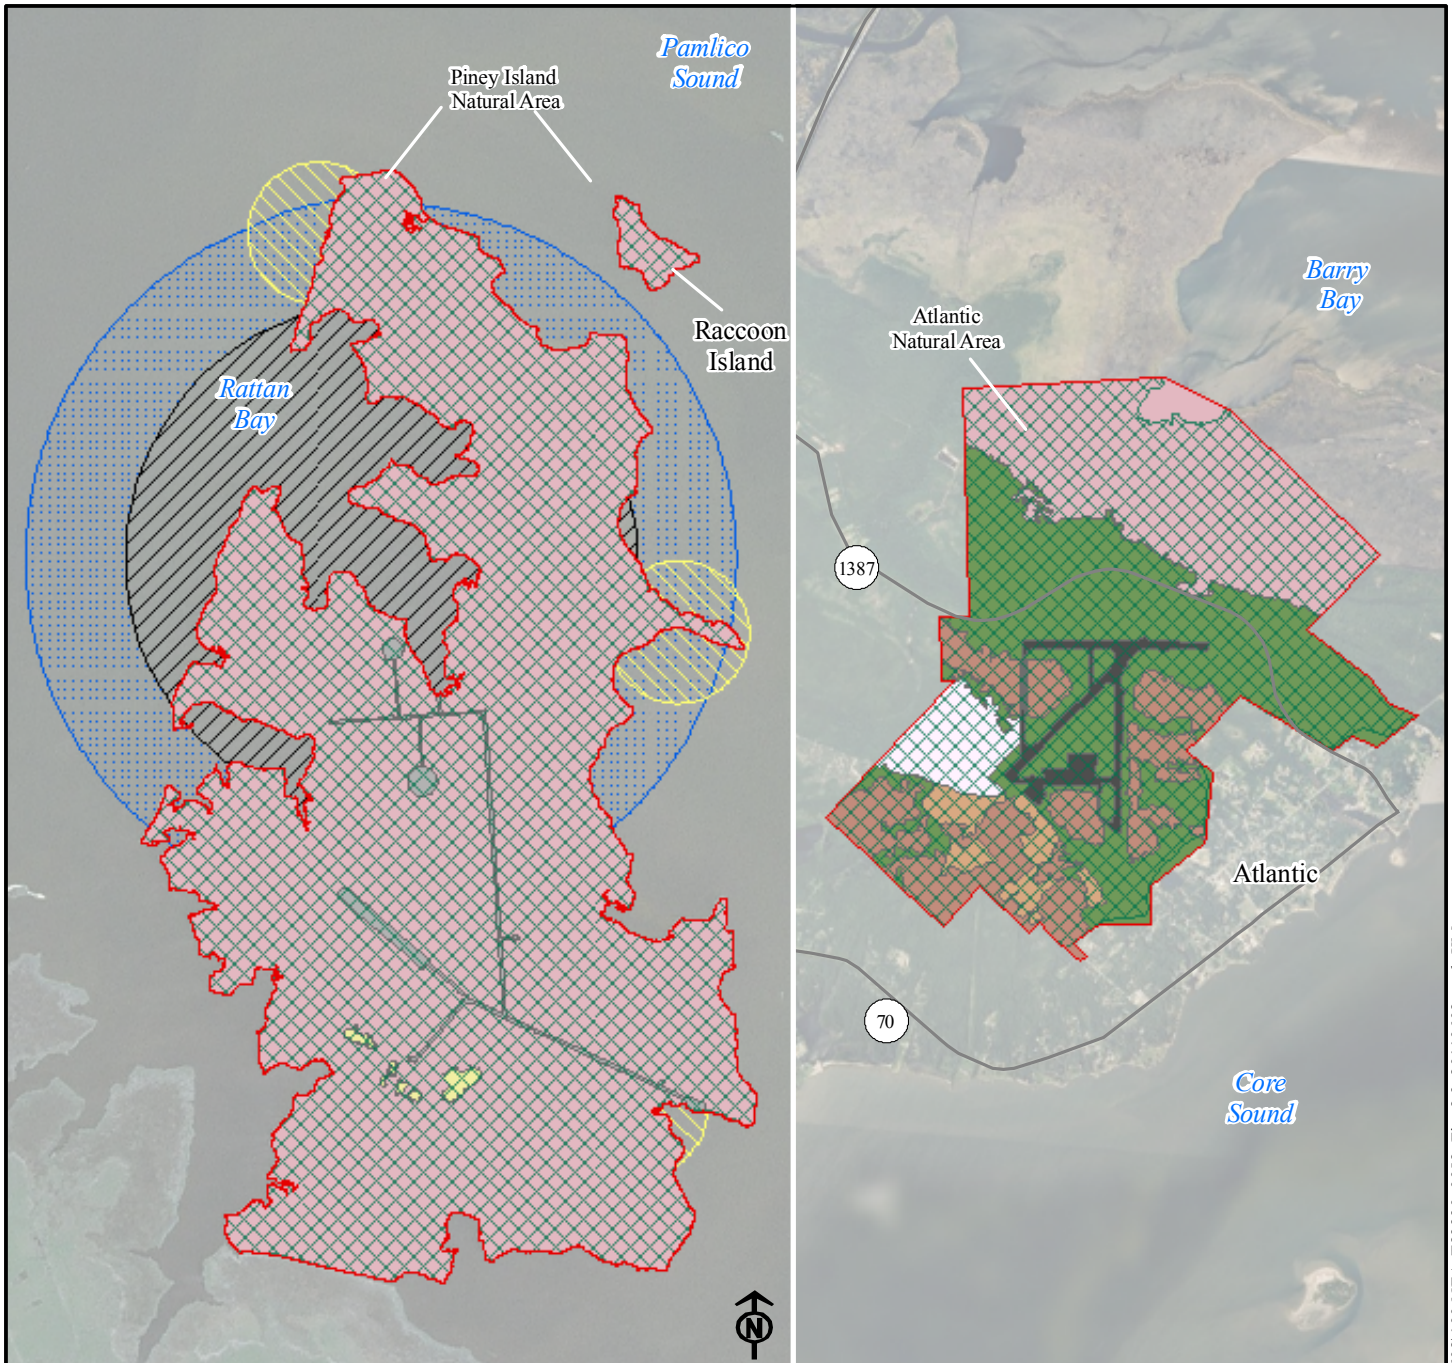 Pamlico
Sound
Piney Island
Natural Area
Raccoon
Island
Rattan
Bay
N
Barry
Bay
Atlantic
Natural Area
1387
Atlantic
70
Core
Sound